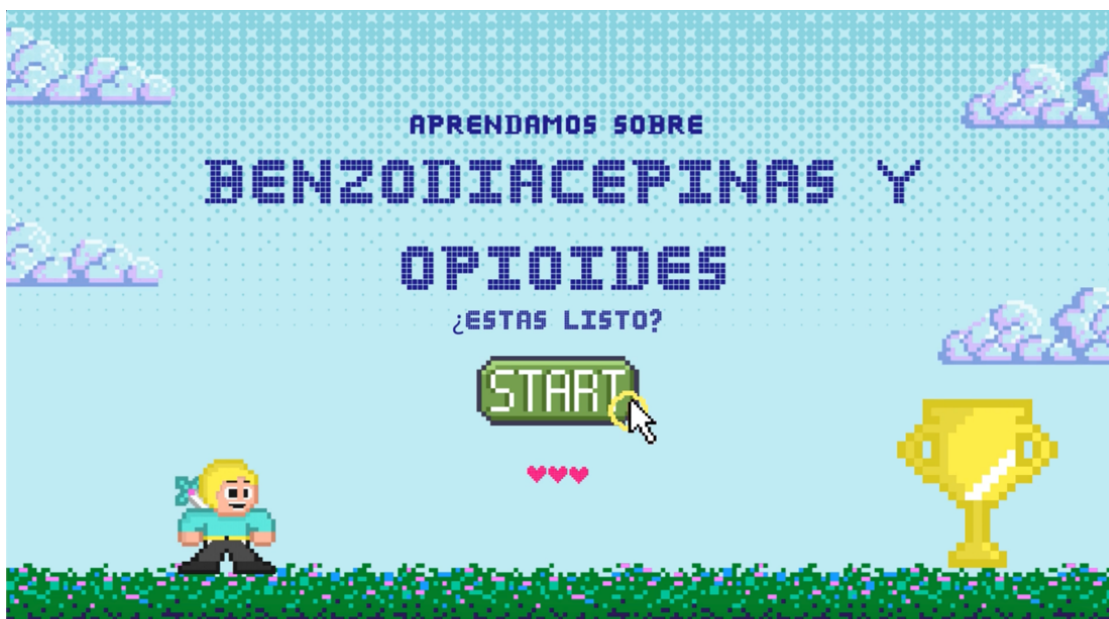 APRENDAMOS SOBRE
BENZODIACEPINAS Y
OPIOIDES
¿ESTAS LISTO?
START